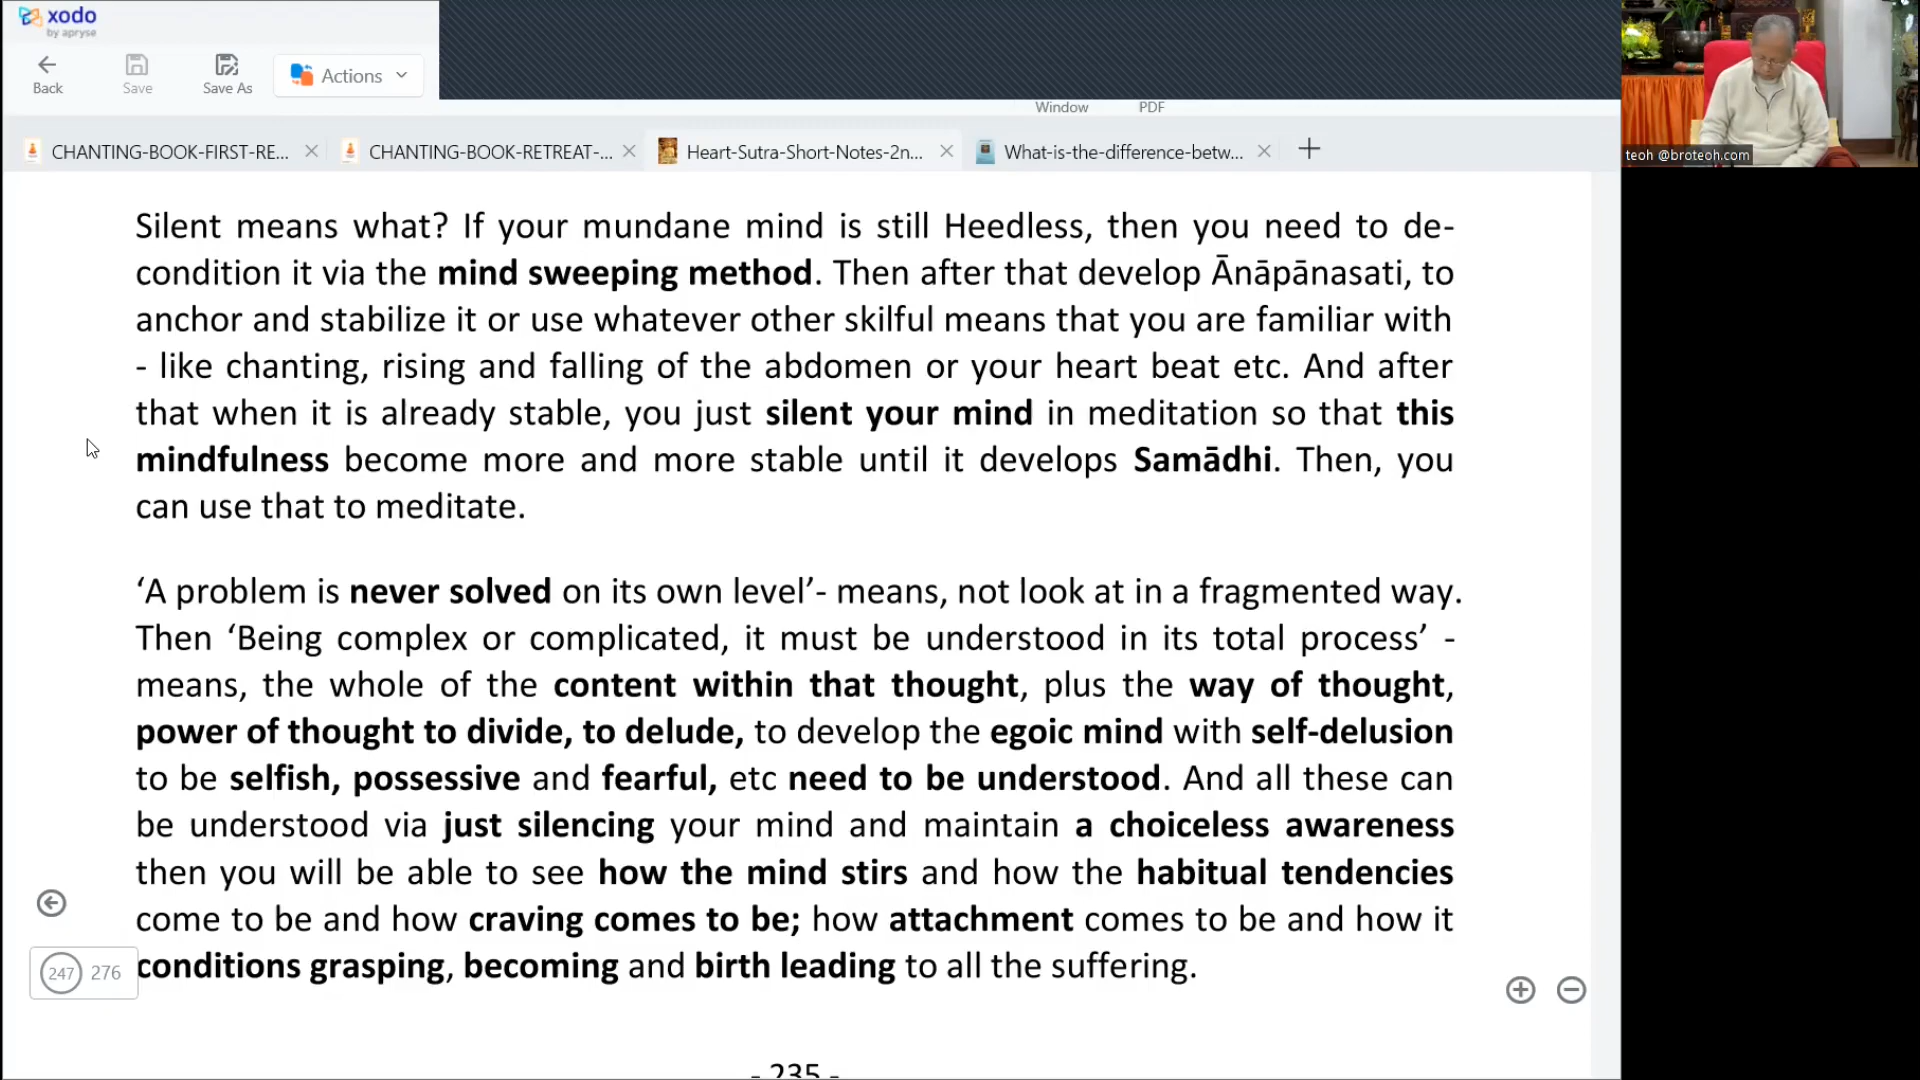 xodo
by apryse
Back
Save
Save As
Actions
Window
PDF
CHANTING-BOOK-FIRST-RE...
CHANTING-BOOK-RETREAT-...
Heart-Sutra-Short-Notes-2n...
What-is-the-difference-betw...
teoh @broteoh.com
Silent means what? If your mundane mind is still Heedless, then you need to de-
condition it via the mind sweeping method. Then after that develop Ānāpānasati, to
anchor and stabilize it or use whatever other skilful means that you are familiar with
- like chanting, rising and falling of the abdomen or your heart beat etc. And after
that when it is already stable, you just silent your mind in meditation so that this
mindfulness become more and more stable until it develops Samādhi. Then, you
can use that to meditate.
‘A problem is never solved on its own level’- means, not look at in a fragmented way.
Then ‘Being complex or complicated, it must be understood in its total process’ -
means, the whole of the content within that thought, plus the way of thought,
power of thought to divide, to delude, to develop the egoic mind with self-delusion
to be selfish, possessive and fearful, etc need to be understood. And all these can
be understood via just silencing your mind and maintain a choiceless awareness
then you will be able to see how the mind stirs and how the habitual tendencies
come to be and how craving comes to be; how attachment comes to be and how it
conditions grasping, becoming and birth leading to all the suffering.
247 276
- 235 -